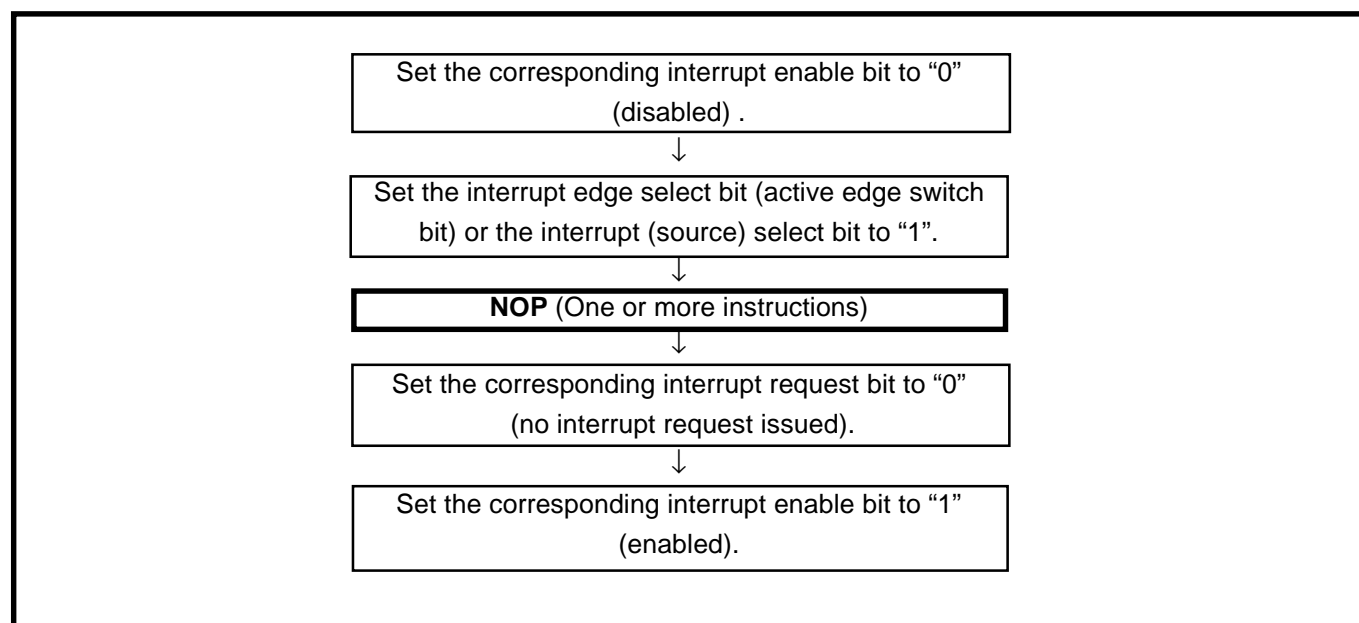 Set the corresponding interrupt enable bit to “0”
(disabled) .
↓
Set the interrupt edge select bit (active edge switch
bit) or the interrupt (source) select bit to “1”.
↓
NOP (One or more instructions)
↓
Set the corresponding interrupt request bit to “0”
(no interrupt request issued).
↓
Set the corresponding interrupt enable bit to “1”
(enabled).